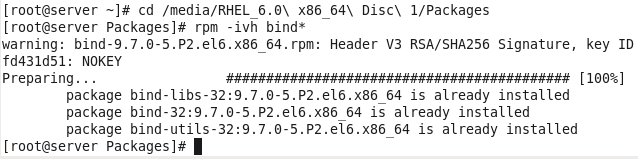 [root@server ~]# cd /media/RHEL_6.0\ x86_64\ Disc\ 1/Packages
[root@server Packages]# rpm -ivh bind*
warning: bind-9.7.0-5.P2.el6.x86_64.rpm: Header V3 RSA/SHA256 Signature, key ID
fd431d51: NOKEY
Preparing... ########################################### [100%]
package bind-libs-32:9.7.0-5.P2.el6.x86_64 is already installed
package bind-32:9.7.0-5.P2.el6.x86_64 is already installed
package bind-utils-32:9.7.0-5.P2.el6.x86_64 is already installed
[root@server Packages]#